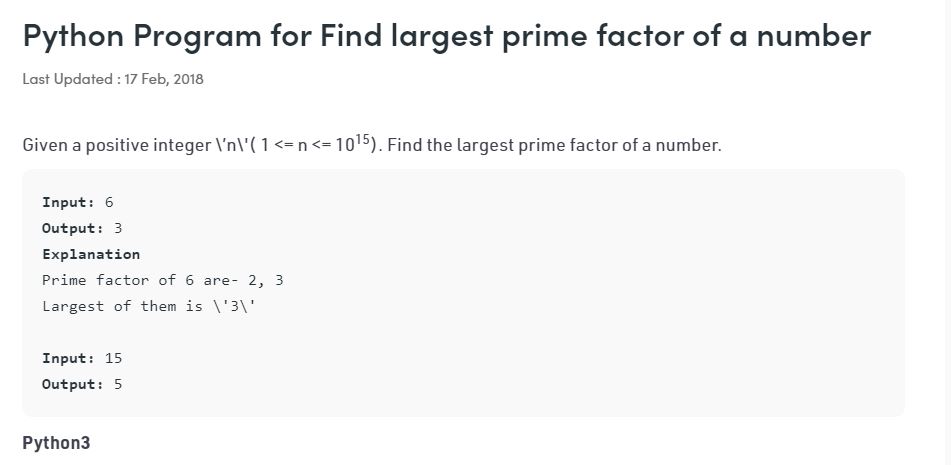 Python Program for Find largest prime factor of a number
Last Updated : 17 Feb, 2018
Given a positive integer \'n\'( 1 <= n <= 10¹⁵). Find the largest prime factor of a number.
Input: 6
Output: 3
Explanation
Prime factor of 6 are- 2, 3
Largest of them is \'3\'
Input: 15
Output: 5
Python3